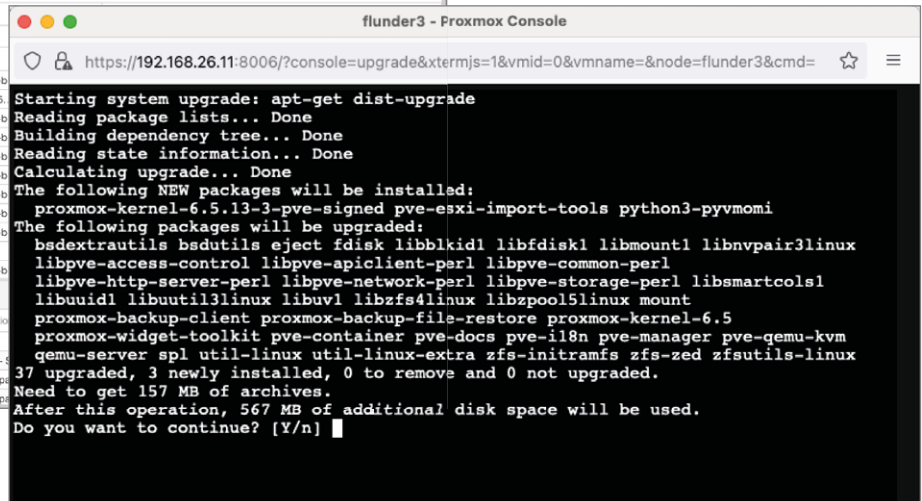 flunder3 - Proxmox Console
https://192.168.26.11:8006/?console=upgrade&xtermjs=1&vmid=0&vmname=&node=flunder3&cmd=
Starting system upgrade: apt-get dist-upgrade
Reading package lists... Done
Building dependency tree... Done
Reading state information... Done
Calculating upgrade... Done
The following NEW packages will be installed:
proxmox-kernel-6.5.13-3-pve-signed pve-esxi-import-tools python3-pyvmomi
The following packages will be upgraded:
bsdextrautils bsdutils eject fdisk libblkid1 libfdisk1 libmount1 libnvpair3linux
libpve-access-control libpve-apiclient-perl libpve-common-perl
libpve-http-server-perl libpve-network-perl libpve-storage-perl libsmartcols1
libuuid1 libuutil3linux libuv1 libzfs4linux libzpool5linux mount
proxmox-backup-client proxmox-backup-file-restore proxmox-kernel-6.5
proxmox-widget-toolkit pve-container pve-docs pve-i18n pve-manager pve-qemu-kvm
qemu-server spl util-linux util-linux-extra zfs-initramfs zfs-zed zfsutils-linux
37 upgraded, 3 newly installed, 0 to remove and 0 not upgraded.
Need to get 157 MB of archives.
After this operation, 567 MB of additional disk space will be used.
Do you want to continue? [Y/n]